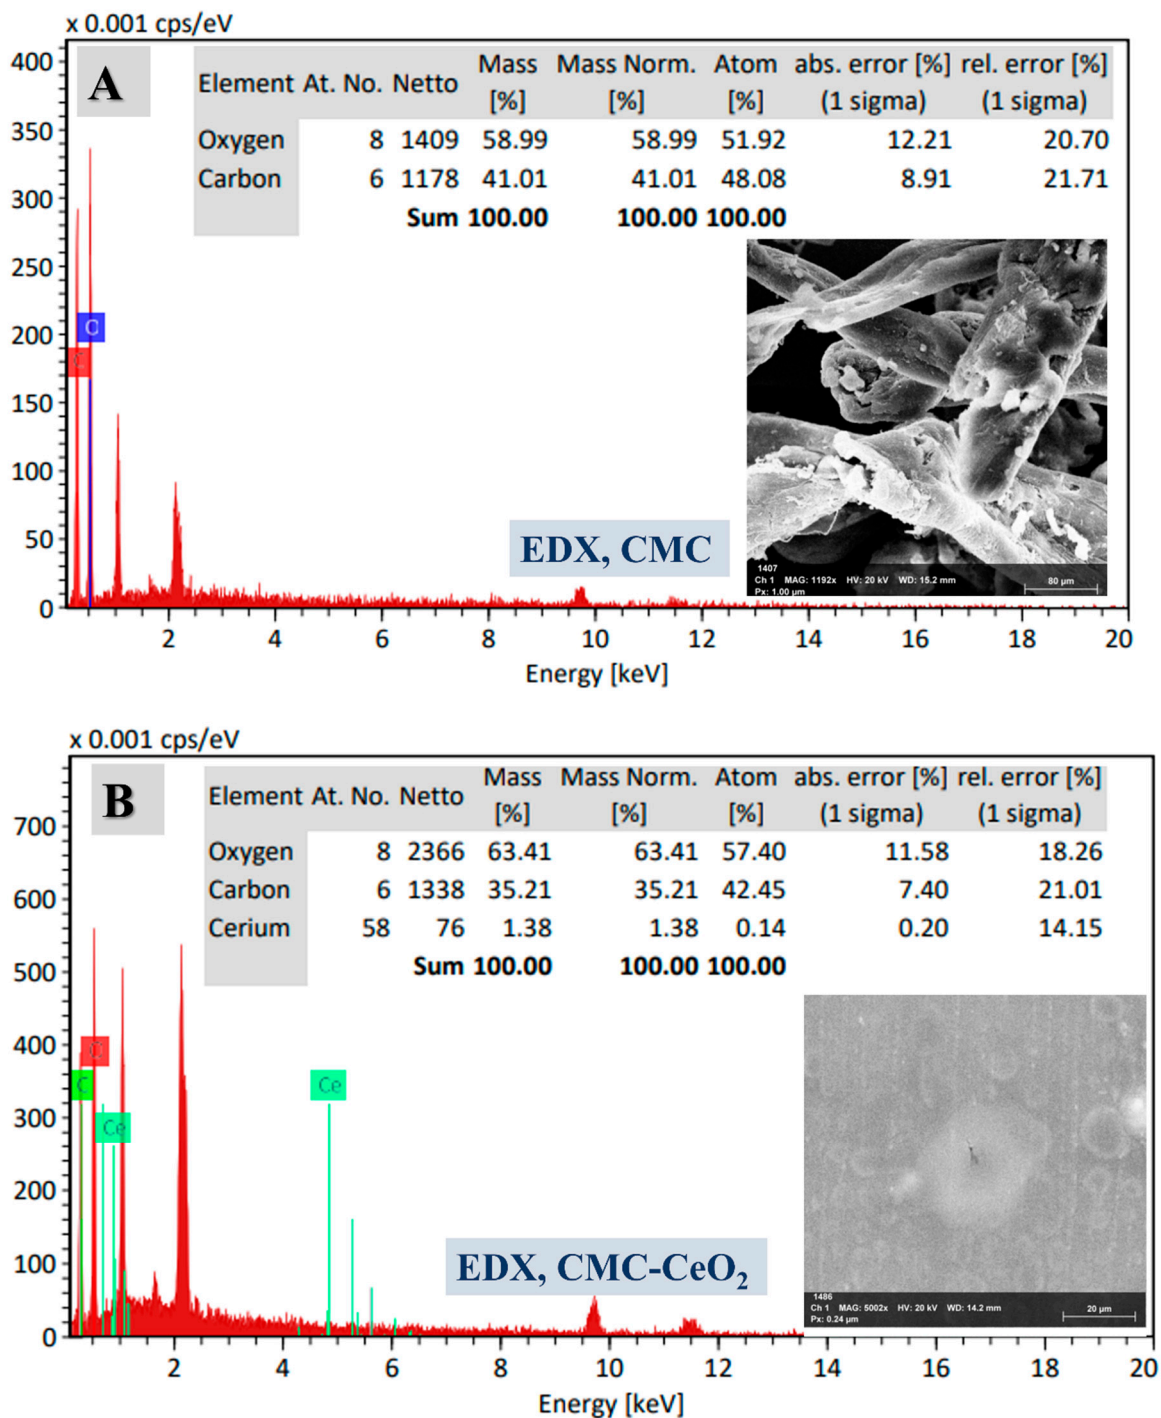 x 0.001 cps/eV
A
Element At. No. Netto Mass [%] Mass Norm. [%] Atom [%] abs. error [%] (1 sigma) rel. error [%] (1 sigma)
Oxygen 8 1409 58.99 58.99 51.92 12.21 20.70
Carbon 6 1178 41.01 41.01 48.08 8.91 21.71
Sum 100.00 100.00 100.00
400
350
300
250
200
150
100
50
0
O
C
EDX, CMC
1407
Ch 1 MAG: 1192x HV: 20 kV WD: 15.2 mm
Px: 1.00 µm
80 µm
2 4 6 8 10 12 14 16 18 20
Energy [keV]
x 0.001 cps/eV
B
Element At. No. Netto Mass [%] Mass Norm. [%] Atom [%] abs. error [%] (1 sigma) rel. error [%] (1 sigma)
Oxygen 8 2366 63.41 63.41 57.40 11.58 18.26
Carbon 6 1338 35.21 35.21 42.45 7.40 21.01
Cerium 58 76 1.38 1.38 0.14 0.20 14.15
Sum 100.00 100.00 100.00
700
600
500
400
300
200
100
0
O
C
Ce
Ce
EDX, CMC-CeO₂
1486
Ch 1 MAG: 5002x HV: 20 kV WD: 14.2 mm
Px: 0.24 µm
20 µm
2 4 6 8 10 12 14 16 18 20
Energy [keV]